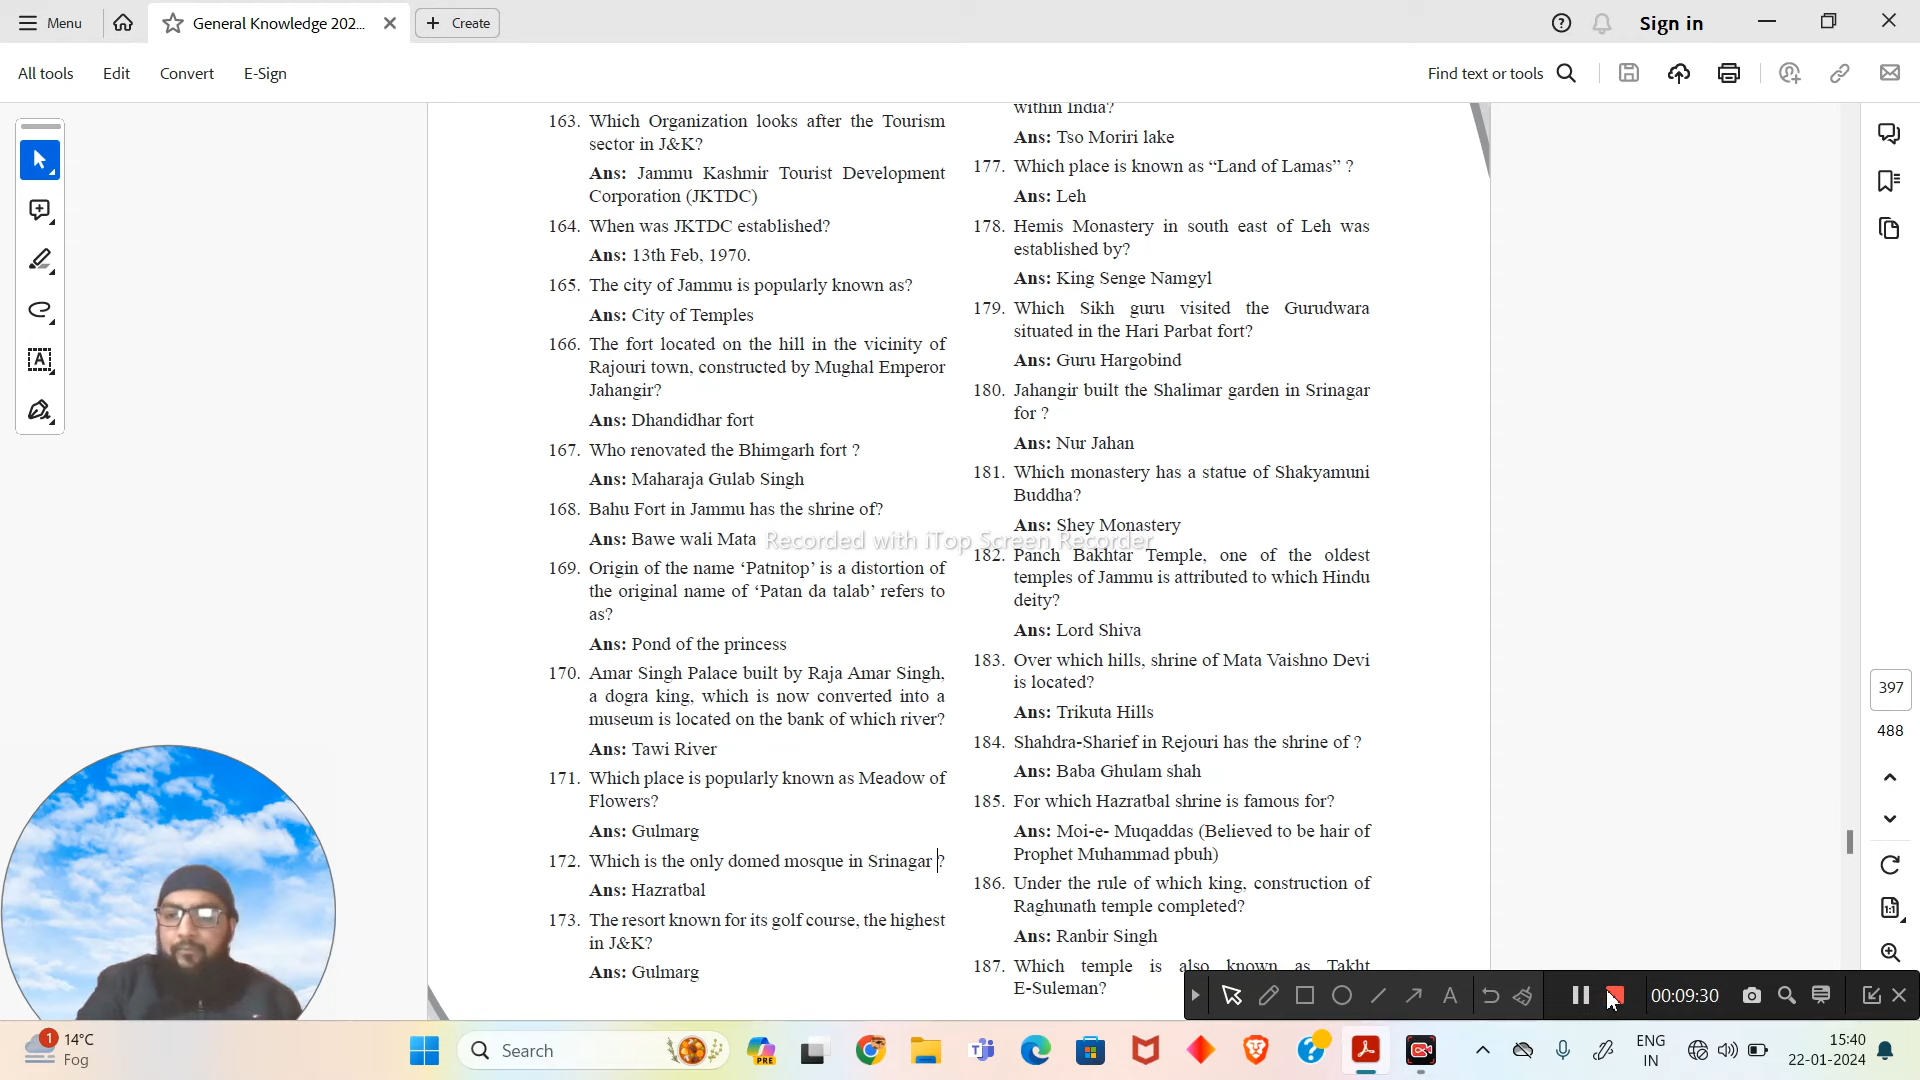 Menu
General Knowledge 202...
Create
Sign in
All tools
Edit
Convert
E-Sign
Find text or tools
163. Which Organization looks after the Tourism
sector in J&K?
Ans: Jammu Kashmir Tourist Development
Corporation (JKTDC)
164. When was JKTDC established?
Ans: 13th Feb, 1970.
165. The city of Jammu is popularly known as?
Ans: City of Temples
166. The fort located on the hill in the vicinity of
Rajouri town, constructed by Mughal Emperor
Jahangir?
Ans: Dhandidhar fort
167. Who renovated the Bhimgarh fort ?
Ans: Maharaja Gulab Singh
168. Bahu Fort in Jammu has the shrine of?
Ans: Bawe wali Mata
169. Origin of the name ‘Patnitop’ is a distortion of
the original name of ‘Patan da talab’ refers to
as?
Ans: Pond of the princess
170. Amar Singh Palace built by Raja Amar Singh,
a dogra king, which is now converted into a
museum is located on the bank of which river?
Ans: Tawi River
171. Which place is popularly known as Meadow of
Flowers?
Ans: Gulmarg
172. Which is the only domed mosque in Srinagar ?
Ans: Hazratbal
173. The resort known for its golf course, the highest
in J&K?
Ans: Gulmarg
within India?
Ans: Tso Moriri lake
177. Which place is known as “Land of Lamas” ?
Ans: Leh
178. Hemis Monastery in south east of Leh was
established by?
Ans: King Senge Namgyl
179. Which Sikh guru visited the Gurudwara
situated in the Hari Parbat fort?
Ans: Guru Hargobind
180. Jahangir built the Shalimar garden in Srinagar
for ?
Ans: Nur Jahan
181. Which monastery has a statue of Shakyamuni
Buddha?
Ans: Shey Monastery
182. Panch Bakhtar Temple, one of the oldest
temples of Jammu is attributed to which Hindu
deity?
Ans: Lord Shiva
183. Over which hills, shrine of Mata Vaishno Devi
is located?
Ans: Trikuta Hills
184. Shahdra-Sharief in Rejouri has the shrine of ?
Ans: Baba Ghulam shah
185. For which Hazratbal shrine is famous for?
Ans: Moi-e- Muqaddas (Believed to be hair of
Prophet Muhammad pbuh)
186. Under the rule of which king, construction of
Raghunath temple completed?
Ans: Ranbir Singh
187. Which temple is also known as Takht
E-Suleman?
Recorded with iTop Screen Recorder
397
488
00:09:30
1
14°C
Fog
Search
PRE
ENG
IN
15:40
22-01-2024